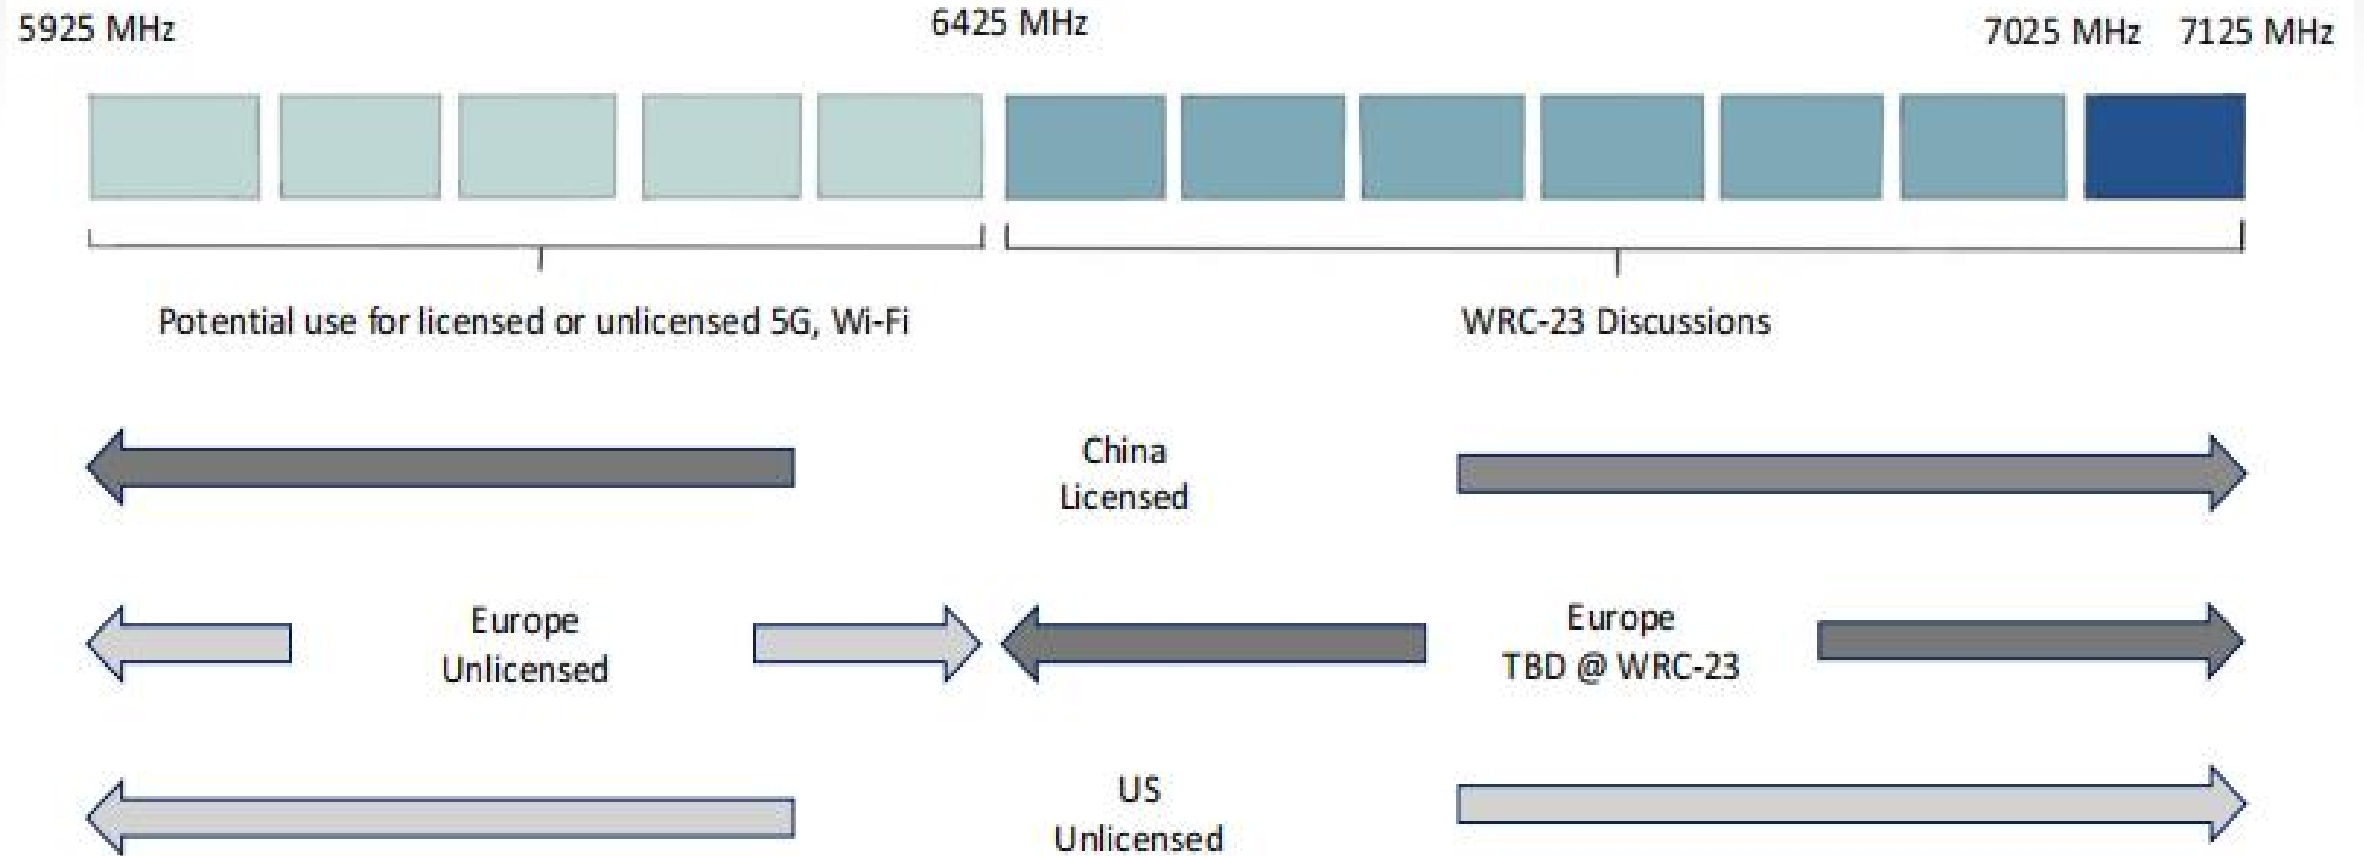 5925 MHz
6425 MHz
7025 MHz
7125 MHz
Potential use for licensed or unlicensed 5G, Wi-Fi
WRC-23 Discussions
China
Licensed
Europe
Unlicensed
Europe
TBD @ WRC-23
US
Unlicensed